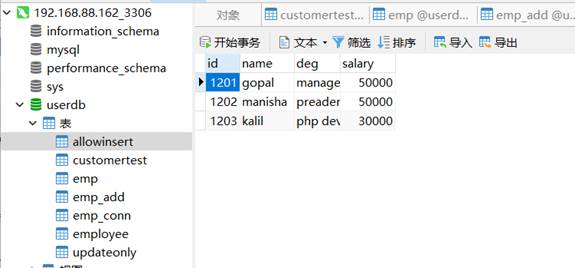 192.168.88.162_3306
information_schema
mysql
performance_schema
sys
userdb
表
allowinsert
customertest
emp
emp_add
emp_conn
employee
updateonly
对象
customertest...
emp @userd...
emp_add @u...
开始事务
文本
筛选
排序
导入
导出
id name deg salary
1201 gopal manage 50000
1202 manisha preader 50000
1203 kalil php dev 30000